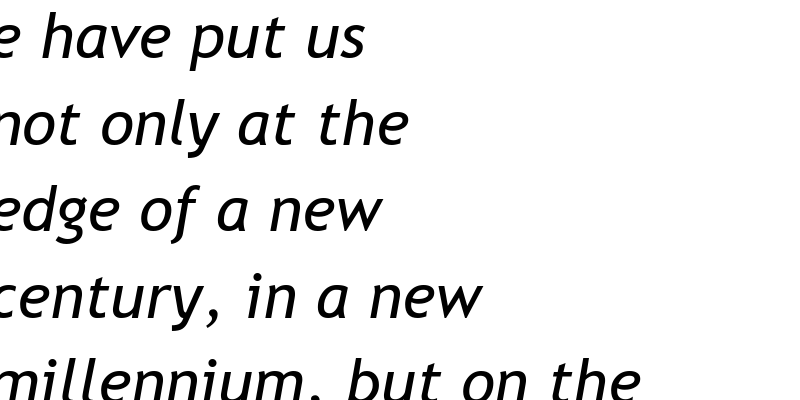 e have put us
not only at the
edge of a new
century, in a new
millennium, but on the